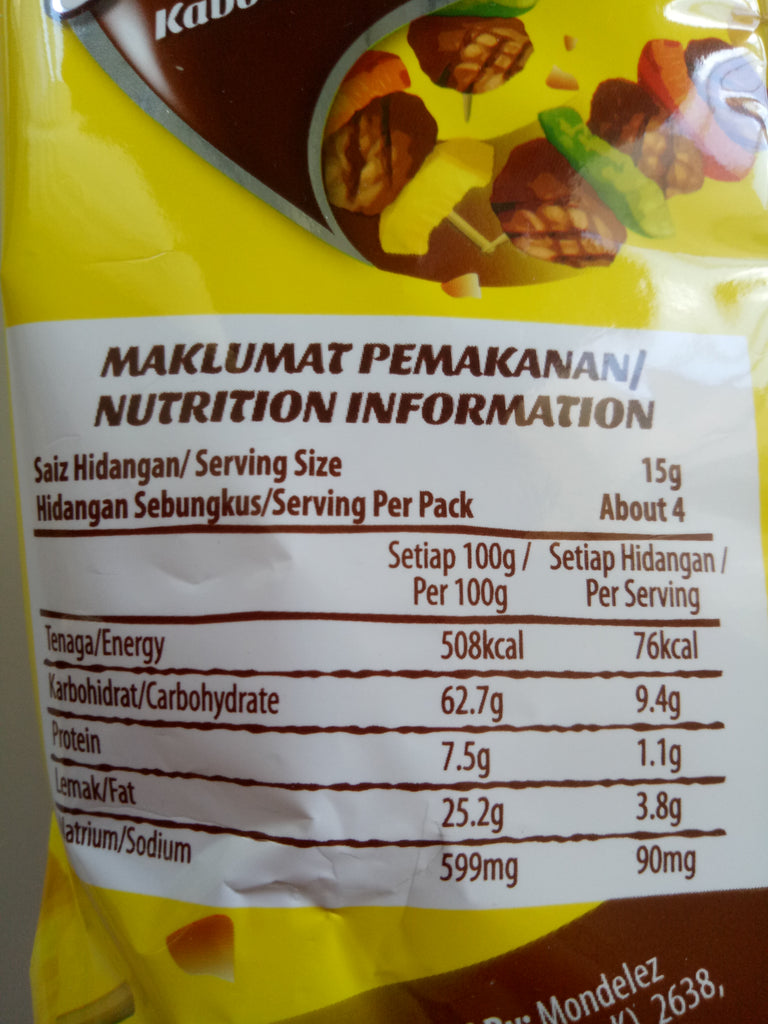 MAKLUMAT PEMAKANAN/
NUTRITION INFORMATION
Saiz Hidangan/ Serving Size 15g
Hidangan Sebungkus/Serving Per Pack About 4
Setiap 100g / Setiap Hidangan /
Per 100g Per Serving
Tenaga/Energy 508kcal 76kcal
Karbohidrat/Carbohydrate 62.7g 9.4g
Protein 7.5g 1.1g
Lemak/Fat 25.2g 3.8g
atrium/Sodium 599mg 90mg
By: Mondelez
K) 2638,